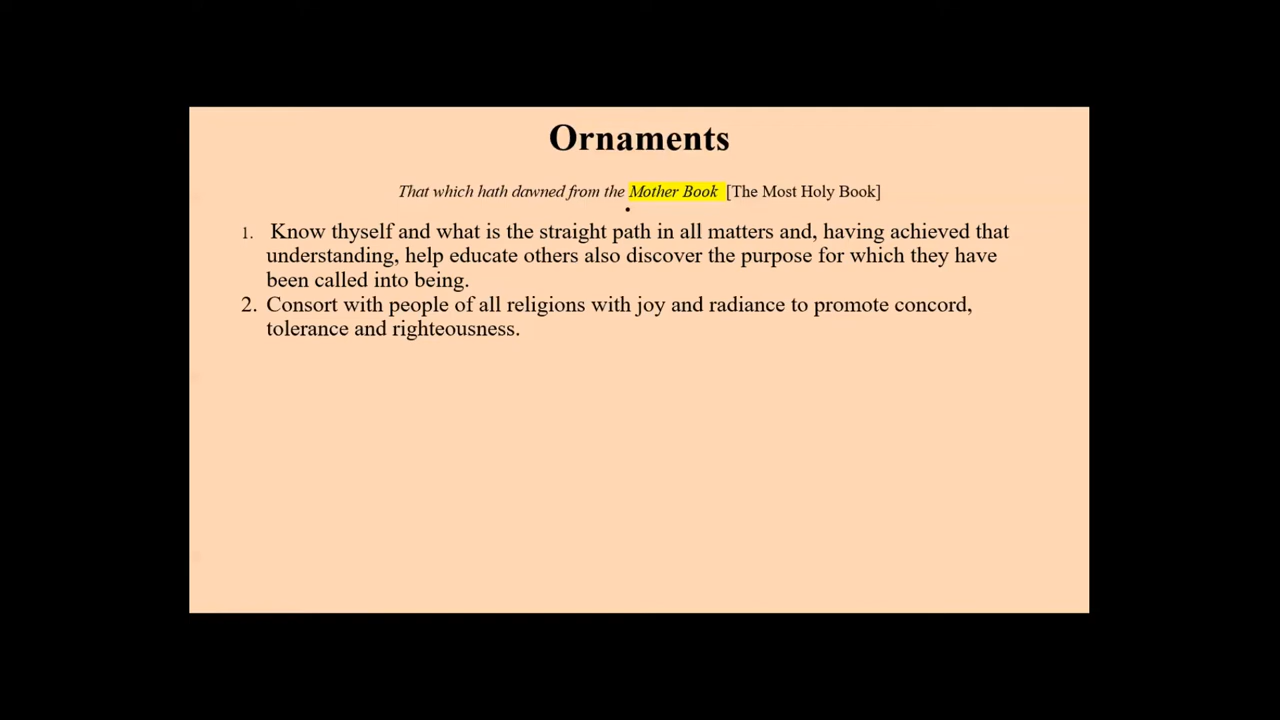 Ornaments
That which hath dawned from the Mother Book [The Most Holy Book]
1. Know thyself and what is the straight path in all matters and, having achieved that
understanding, help educate others also discover the purpose for which they have
been called into being.
2. Consort with people of all religions with joy and radiance to promote concord,
tolerance and righteousness.